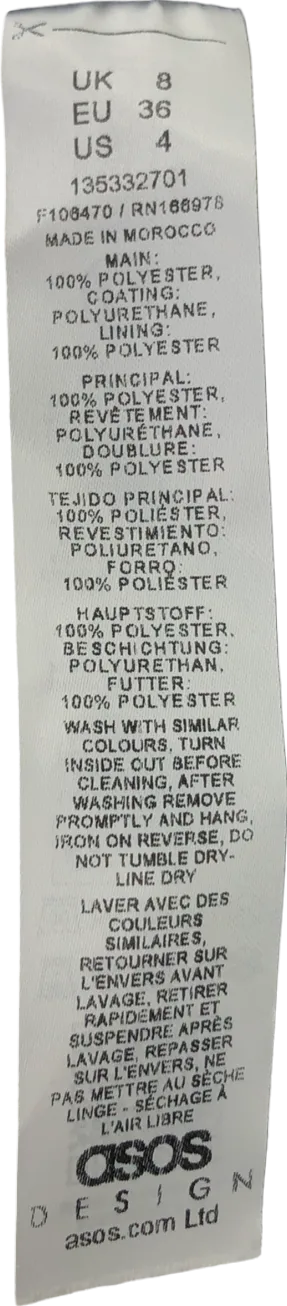 UK 8
EU 36
US 4
135332701
F106470 / RN166978
MADE IN MOROCCO
MAIN:
100% POLYESTER,
COATING:
POLYURETHANE,
LINING:
100% POLYESTER
PRINCIPAL:
100% POLYESTER,
REVÊTEMENT:
POLYURÉTHANE,
DOUBLURE:
100% POLYESTER
TEJIDO PRINCIPAL:
100% POLIÉSTER,
REVESTIMIENTO:
POLIURETANO,
FORRO:
100% POLIÉSTER
HAUPTSTOFF:
100% POLYESTER,
BESCHICHTUNG:
POLYURETHAN,
FUTTER:
100% POLYESTER
WASH WITH SIMILAR
COLOURS, TURN
INSIDE OUT BEFORE
CLEANING, AFTER
WASHING REMOVE
PROMPTLY AND HANG,
IRON ON REVERSE, DO
NOT TUMBLE DRY-
LINE DRY
LAVER AVEC DES
COULEURS
SIMILAIRES,
RETOURNER SUR
L'ENVERS AVANT
LAVAGE, RETIRER
RAPIDEMENT ET
SUSPENDRE APRÈS
LAVAGE, REPASSER
SUR L'ENVERS, NE
PAS METTRE AU SÈCHE
LINGE - SÉCHAGE À
L'AIR LIBRE
asos
DESIGN
asos.com Ltd